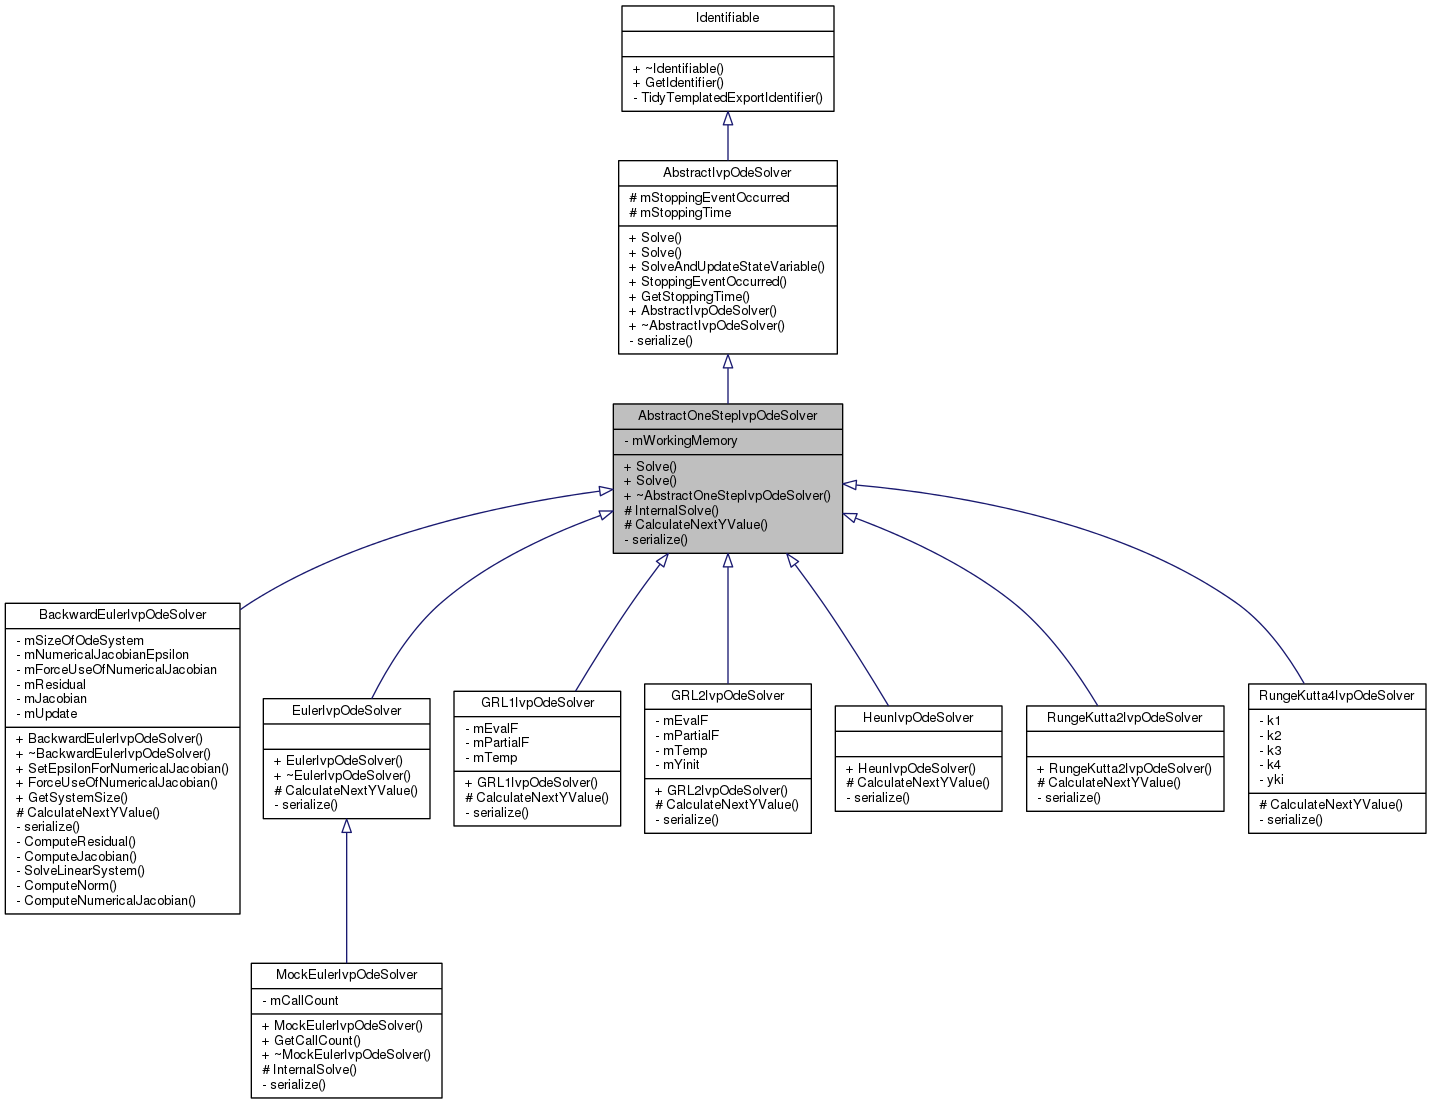 Identifiable
+ ~Identifiable()
+ GetIdentifier()
- TidyTemplatedExportIdentifier()
AbstractIvpOdeSolver
# mStoppingEventOccurred
# mStoppingTime
+ Solve()
+ Solve()
+ SolveAndUpdateStateVariable()
+ StoppingEventOccurred()
+ GetStoppingTime()
+ AbstractIvpOdeSolver()
+ ~AbstractIvpOdeSolver()
- serialize()
AbstractOneStepIvpOdeSolver
- mWorkingMemory
+ Solve()
+ Solve()
+ ~AbstractOneStepIvpOdeSolver()
# InternalSolve()
# CalculateNextYValue()
- serialize()
BackwardEulerIvpOdeSolver
- mSizeOfOdeSystem
- mNumericalJacobianEpsilon
- mForceUseOfNumericalJacobian
- mResidual
- mJacobian
- mUpdate
+ BackwardEulerIvpOdeSolver()
+ ~BackwardEulerIvpOdeSolver()
+ SetEpsilonForNumericalJacobian()
+ ForceUseOfNumericalJacobian()
+ GetSystemSize()
# CalculateNextYValue()
- serialize()
- ComputeResidual()
- ComputeJacobian()
- SolveLinearSystem()
- ComputeNorm()
- ComputeNumericalJacobian()
EulerIvpOdeSolver
+ EulerIvpOdeSolver()
+ ~EulerIvpOdeSolver()
# CalculateNextYValue()
- serialize()
GRL1IvpOdeSolver
- mEvalF
- mPartialF
- mTemp
+ GRL1IvpOdeSolver()
# CalculateNextYValue()
- serialize()
GRL2IvpOdeSolver
- mEvalF
- mPartialF
- mTemp
- mYinit
+ GRL2IvpOdeSolver()
# CalculateNextYValue()
- serialize()
HeunIvpOdeSolver
+ HeunIvpOdeSolver()
# CalculateNextYValue()
- serialize()
RungeKutta2IvpOdeSolver
+ RungeKutta2IvpOdeSolver()
# CalculateNextYValue()
- serialize()
RungeKutta4IvpOdeSolver
- k1
- k2
- k3
- k4
- yki
# CalculateNextYValue()
- serialize()
MockEulerIvpOdeSolver
- mCallCount
+ MockEulerIvpOdeSolver()
+ GetCallCount()
+ ~MockEulerIvpOdeSolver()
# InternalSolve()
- serialize()